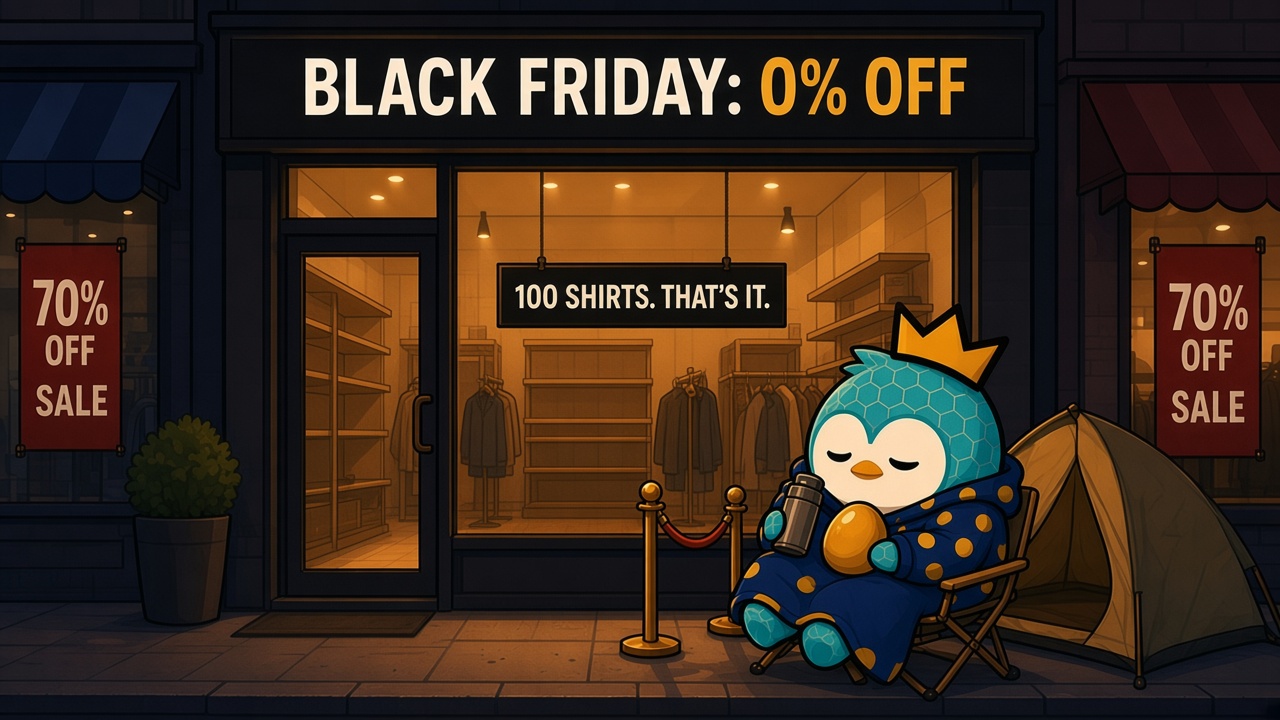 BLACK FRIDAY: 0% OFF
100 SHIRTS. THAT'S IT.
70%
OFF
SALE
70%
OFF
SALE